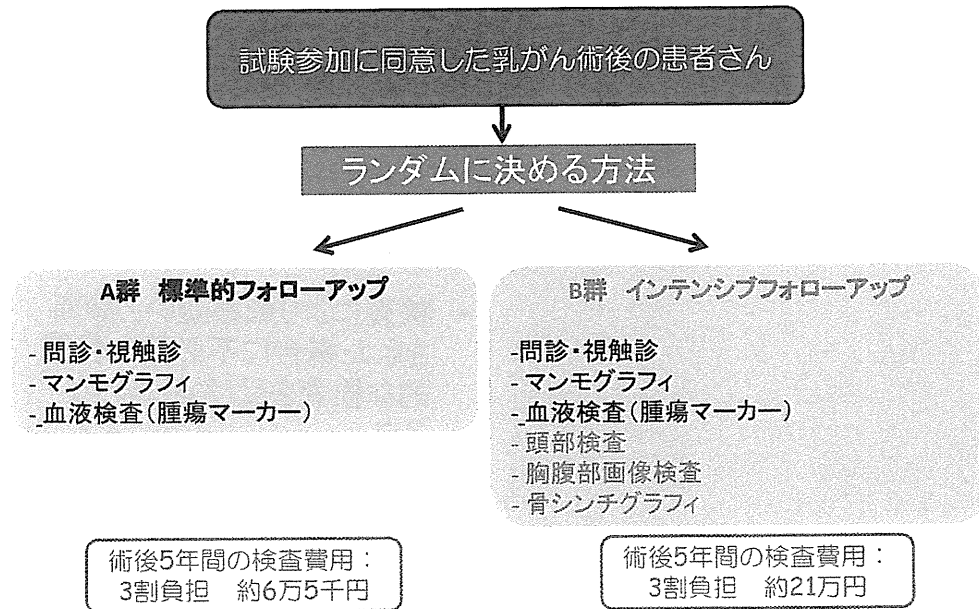 試験参加に同意した乳がん術後の患者さん
ランダムに決める方法
A群 標準的フォローアップ
- 問診・視触診
- マンモグラフィ
- 血液検査(腫瘍マーカー)
術後5年間の検査費用：
3割負担 約6万5千円
B群 インテンシブフォローアップ
-問診・視触診
- マンモグラフィ
- 血液検査(腫瘍マーカー)
- 頭部検査
- 胸腹部画像検査
- 骨シンチグラフィ
術後5年間の検査費用：
3割負担 約21万円